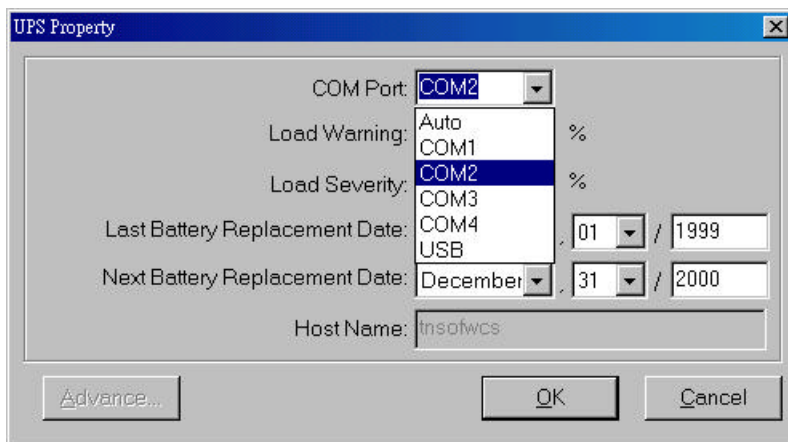 UPS Property
COM Port: COM2
Auto
COM1
COM2
COM3
COM4
USB
Load Warning: %
Load Severity: %
Last Battery Replacement Date: , 01 / 1999
Next Battery Replacement Date: December , 31 / 2000
Host Name: tnsofwcs
Advance...
OK
Cancel